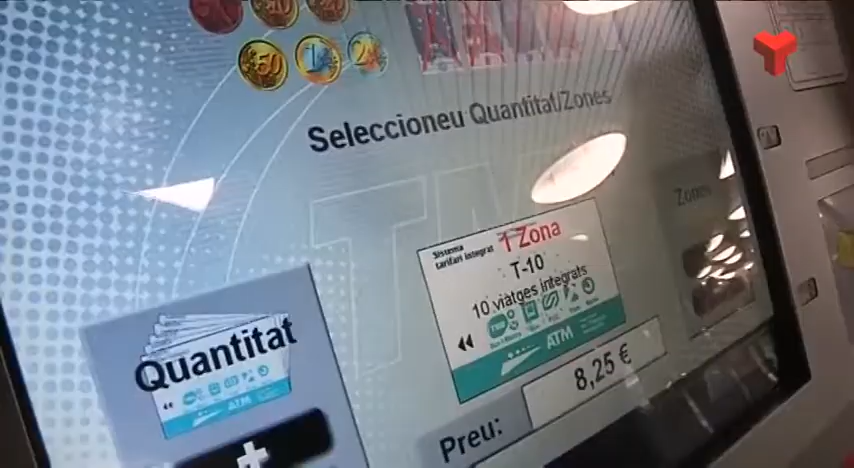 50
1
2
Seleccioneu Quantitat/Zones
Zones
Sistema
tarifari integrat
1 Zona
T-10
10 viatges integrats
ATM
Quantitat
ATM
+
Preu:
8,25 €